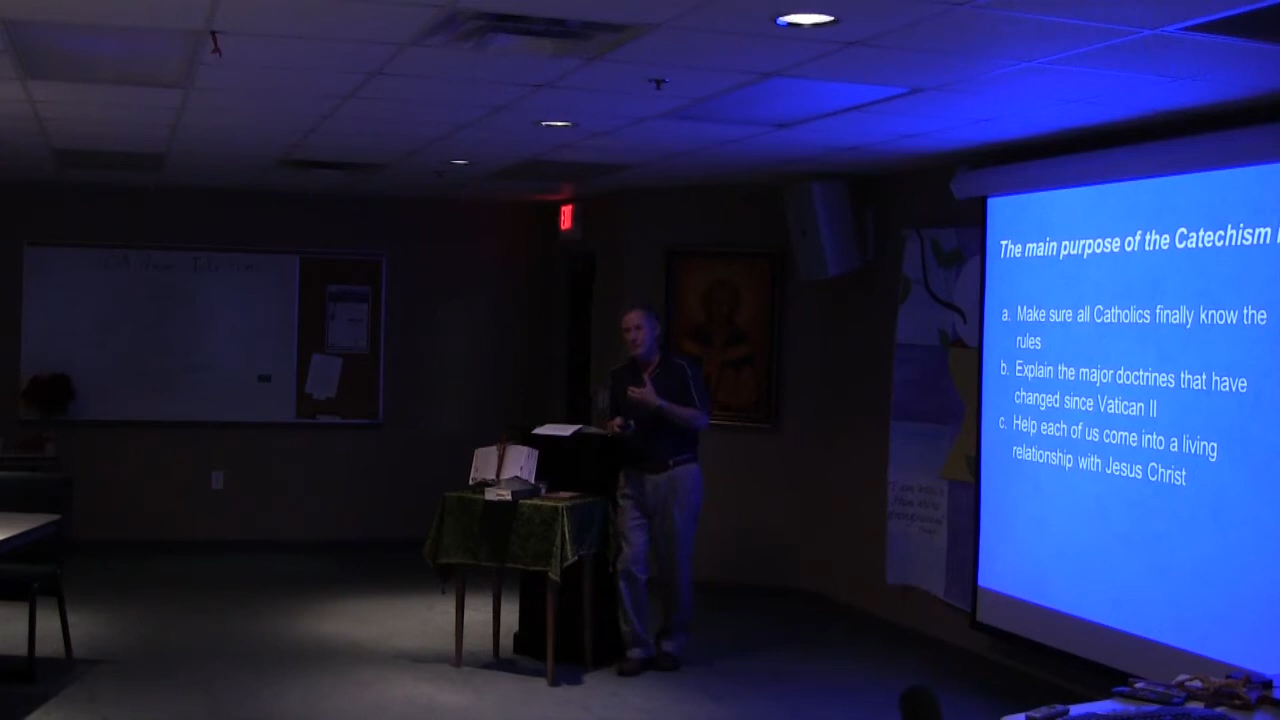 EXIT
The main purpose of the Catechism
a. Make sure all Catholics finally know the
rules
b. Explain the major doctrines that have
changed since Vatican II
c. Help each of us come into a living
relationship with Jesus Christ